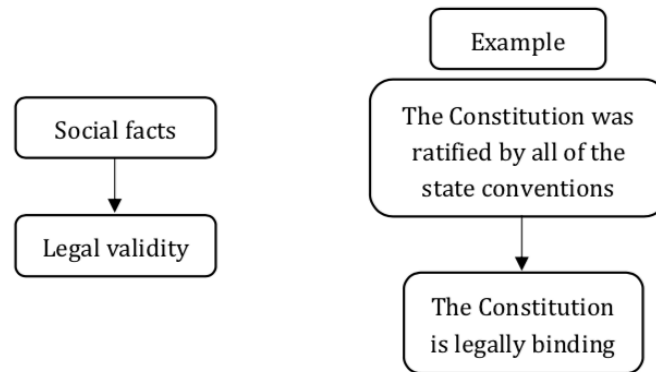 Social facts
Legal validity
Example
The Constitution was
ratified by all of the
state conventions
The Constitution
is legally binding